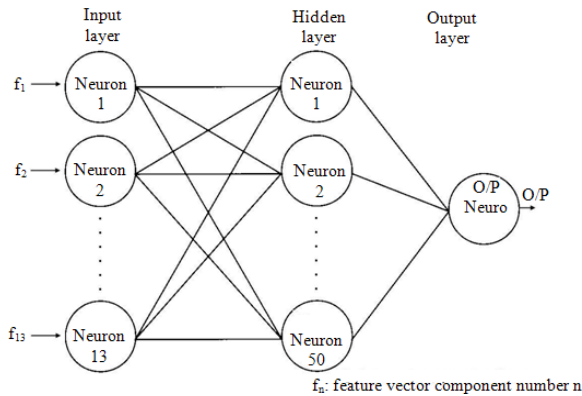 Input
layer
Hidden
layer
Output
layer
f₁
Neuron
1
Neuron
1
f₂
Neuron
2
Neuron
2
O/P
Neuro
O/P
f₁₃
Neuron
13
Neuron
50
fₙ: feature vector component number n